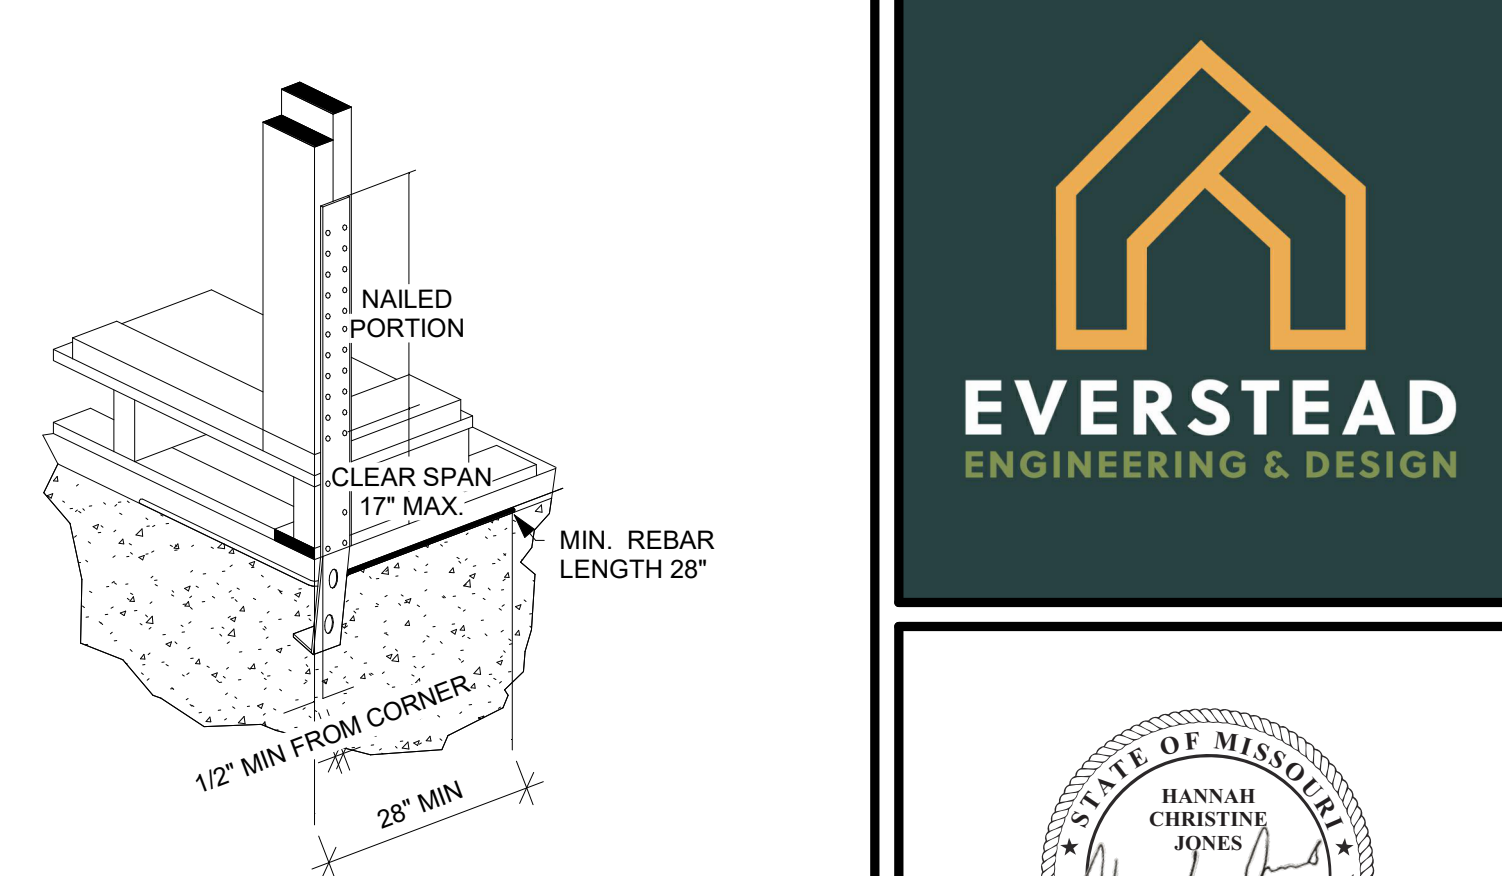 NAILED
PORTION
CLEAR SPAN
17" MAX.
MIN. REBAR
LENGTH 28"
1/2" MIN FROM CORNER
28" MIN
EVERSTEAD
ENGINEERING & DESIGN
STATE OF MISSOURI
HANNAH
CHRISTINE
JONES